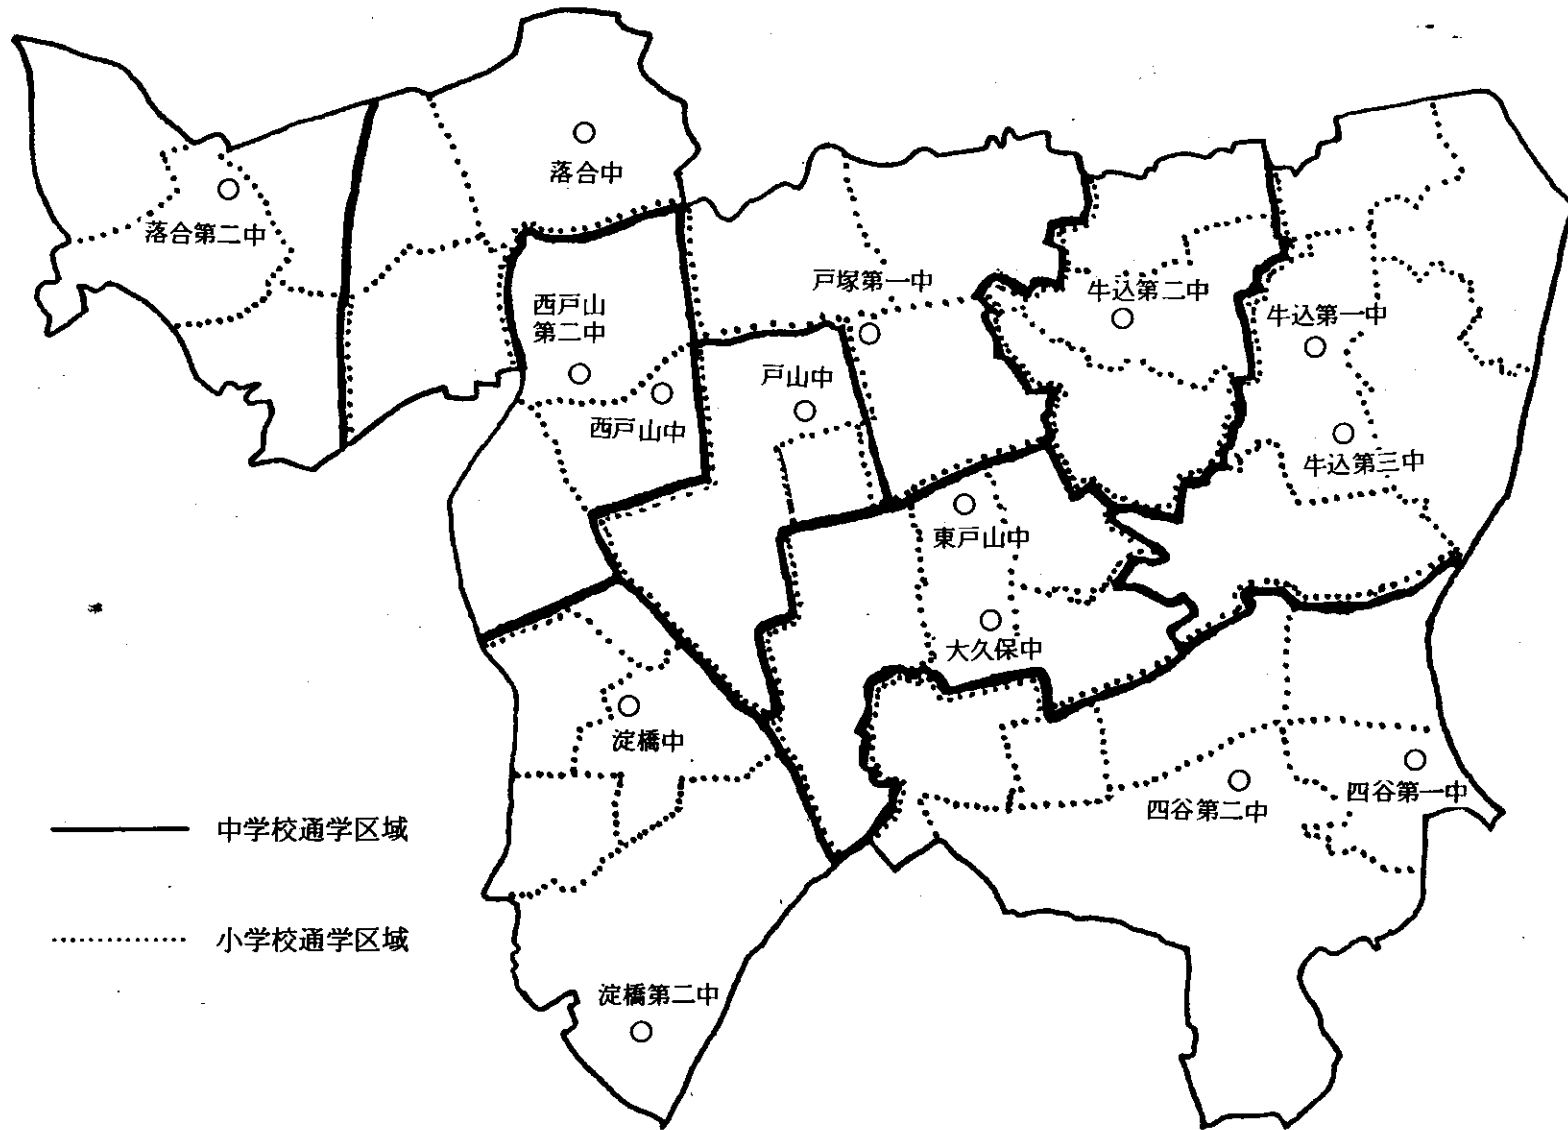 落合中
落合第二中
戸塚第一中
西戸山
第二中
牛込第二中
牛込第一中
戸山中
西戸山中
牛込第三中
東戸山中
大久保中
淀橋中
四谷第二中
四谷第一中
中学校通学区域
小学校通学区域
淀橋第二中